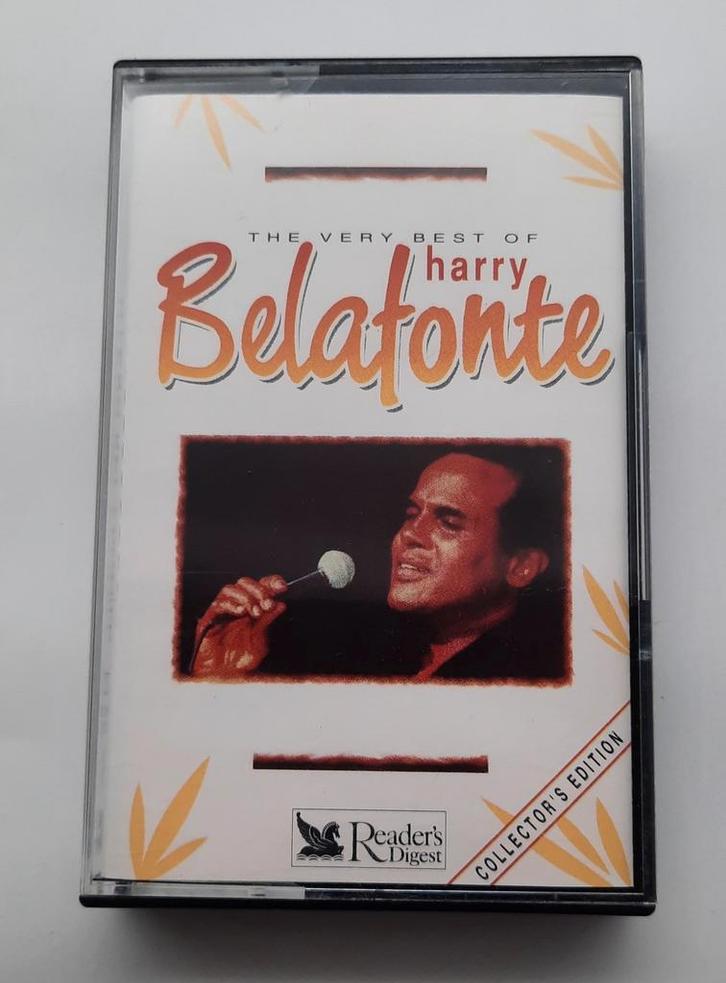 THE VERY BEST OF
harry
Belafonte
Reader's
Digest
COLLECTOR'S EDITION